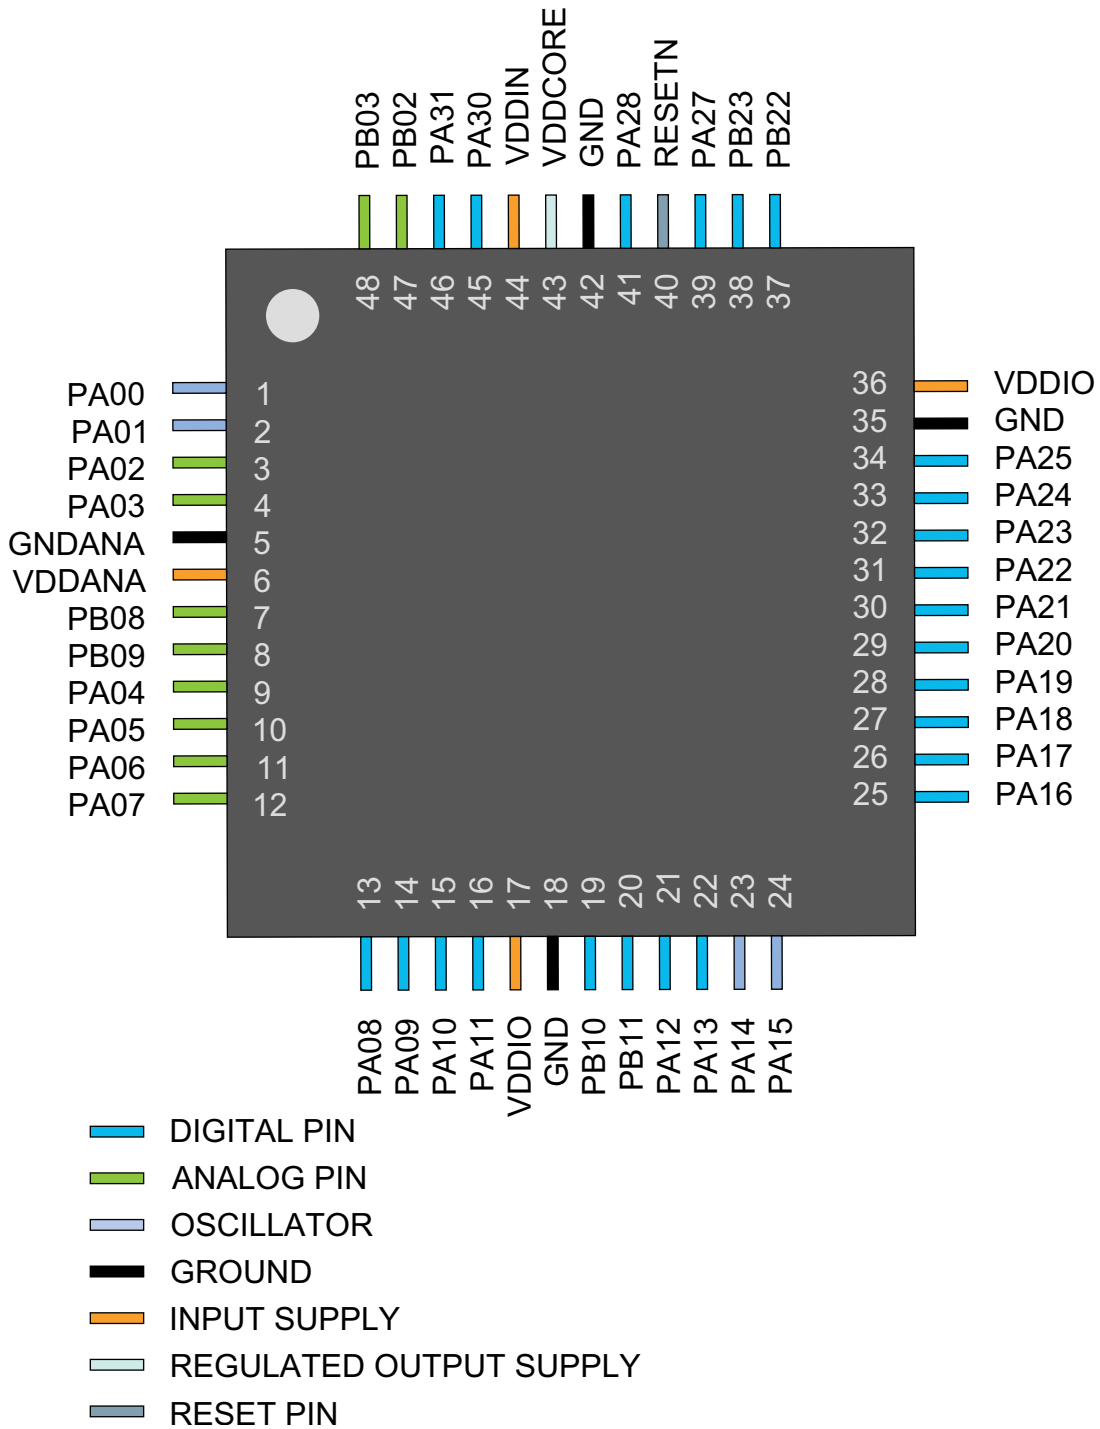 PB03
PB02
PA31
PA30
VDDIN
VDDCORE
GND
PA28
RESETN
PA27
PB23
PB22
48
47
46
45
44
43
42
41
40
39
38
37
PA00 1
PA01 2
PA02 3
PA03 4
GNDANA 5
VDDANA 6
PB08 7
PB09 8
PA04 9
PA05 10
PA06 11
PA07 12
36 VDDIO
35 GND
34 PA25
33 PA24
32 PA23
31 PA22
30 PA21
29 PA20
28 PA19
27 PA18
26 PA17
25 PA16
13
14
15
16
17
18
19
20
21
22
23
24
PA08
PA09
PA10
PA11
VDDIO
GND
PB10
PB11
PA12
PA13
PA14
PA15
DIGITAL PIN
ANALOG PIN
OSCILLATOR
GROUND
INPUT SUPPLY
REGULATED OUTPUT SUPPLY
RESET PIN